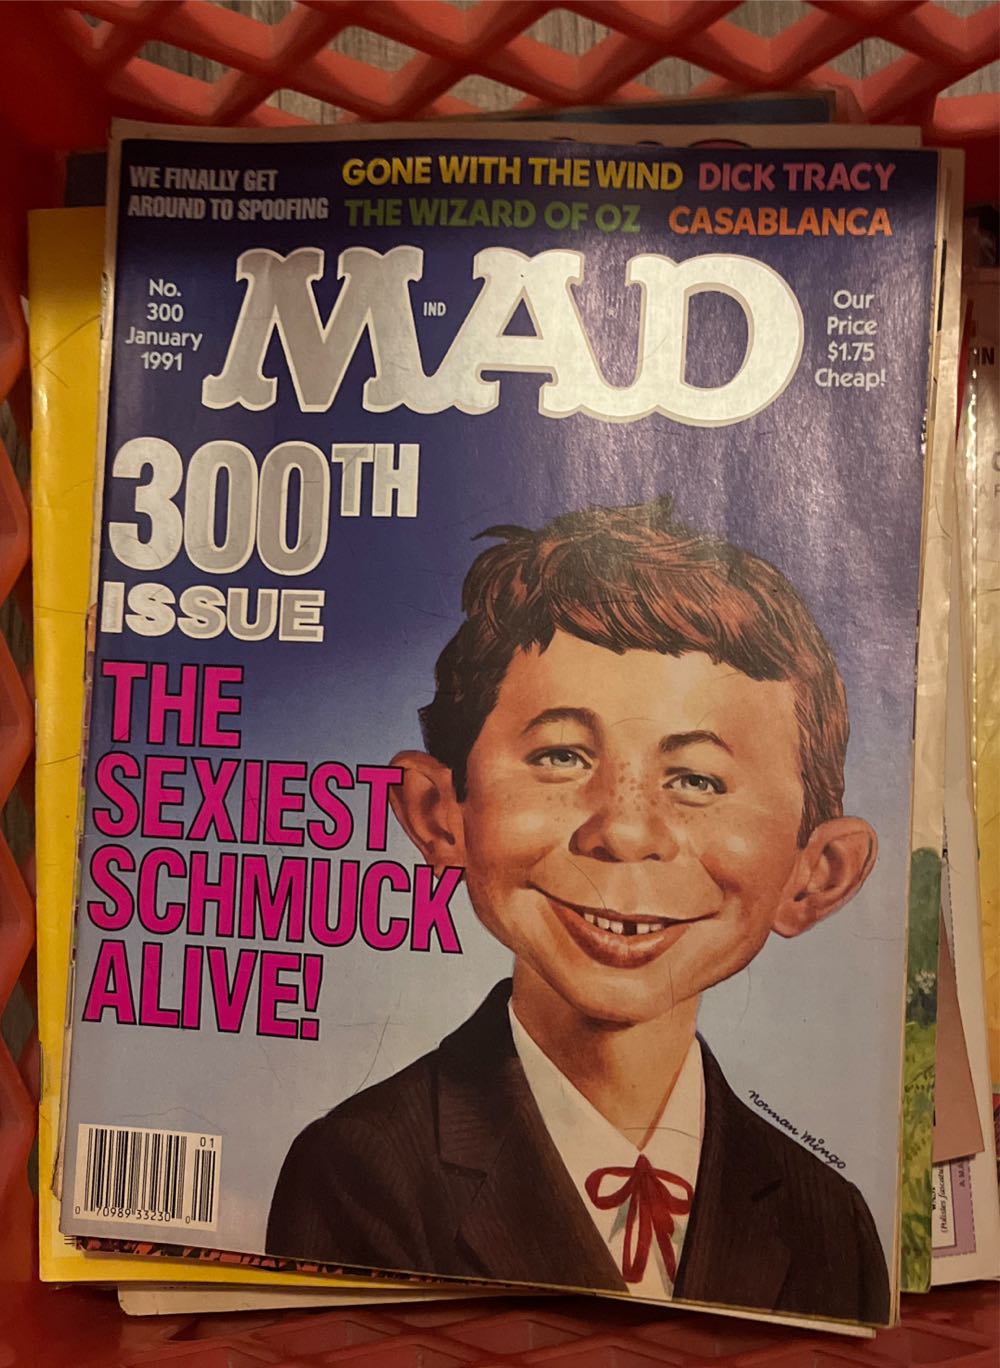 WE FINALLY GET
AROUND TO SPOOFING
GONE WITH THE WIND DICK TRACY
THE WIZARD OF OZ CASABLANCA
No.
300
January
1991
MAD
IND
Our
Price
$1.75
Cheap!
300TH
ISSUE
THE
SEXIEST
SCHMUCK
ALIVE!
Norman Mingo
01
0 70989 33230 0